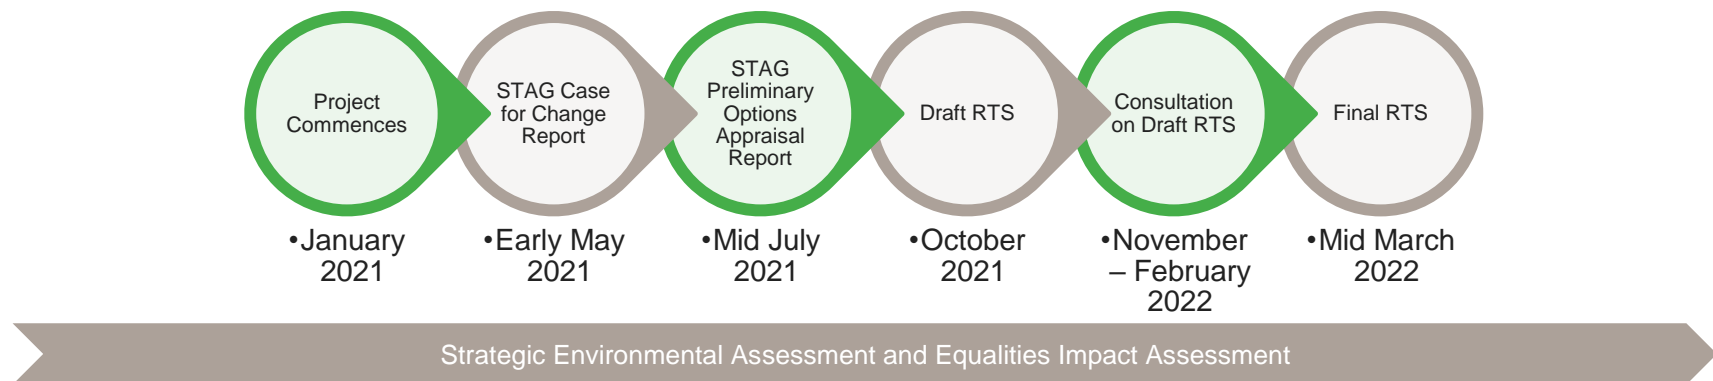 Project
Commences
STAG Case
for Change
Report
STAG
Preliminary
Options
Appraisal
Report
Draft RTS
Consultation
on Draft RTS
Final RTS
•January
2021
•Early May
2021
•Mid July
2021
•October
2021
•November
– February
2022
•Mid March
2022
Strategic Environmental Assessment and Equalities Impact Assessment